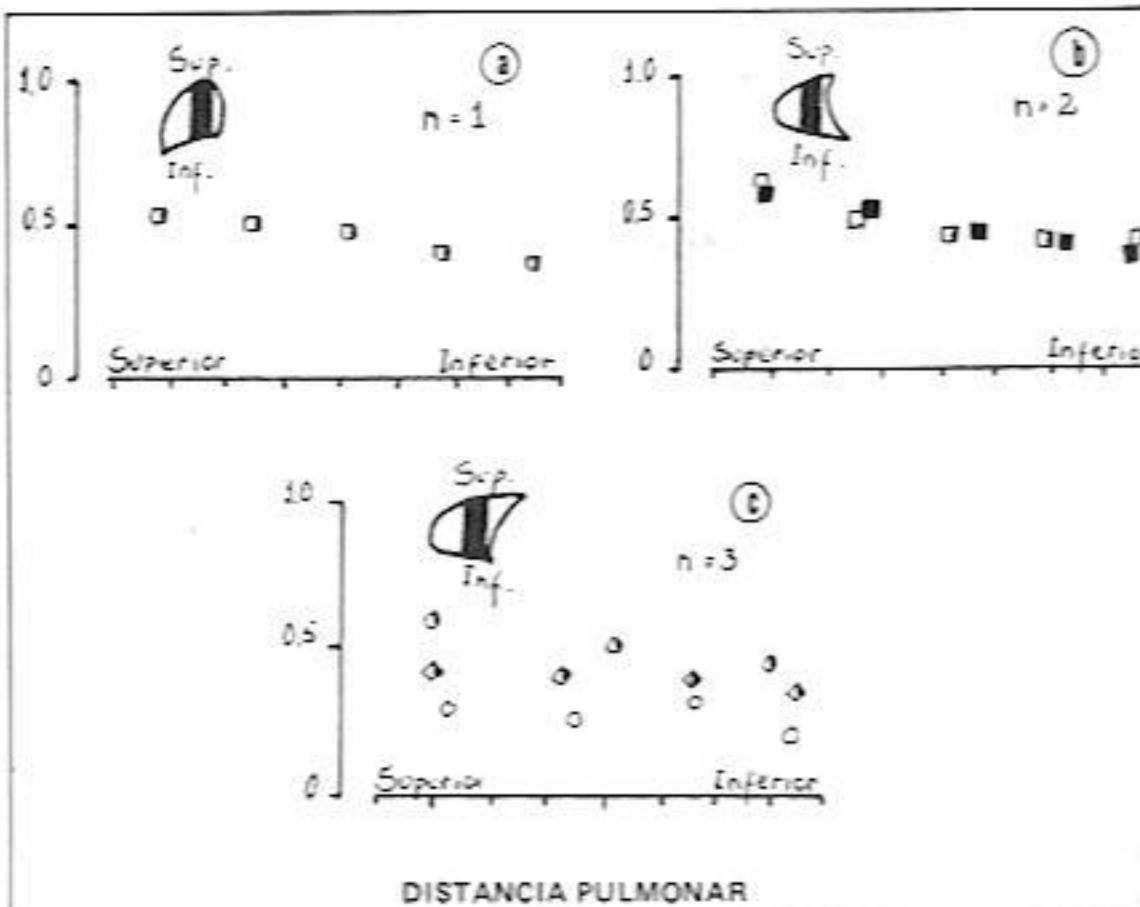 a
b
Sup.
1.0
n = 1
Inf.
0.5
0
Superior Inferior
Sup.
1.0
n = 2
Inf.
0.5
0
Superior Inferio
c
Sup.
1.0
n = 3
Inf.
0.5
0
Superior Inferior
DISTANCIA PULMONAR